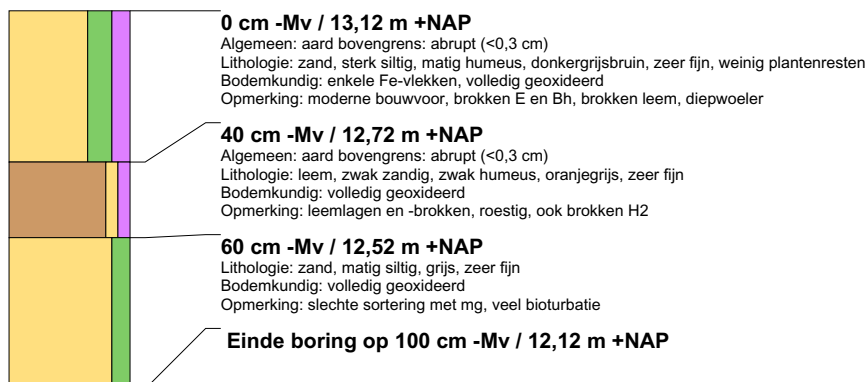 0 cm -Mv / 13,12 m +NAP
Algemeen: aard bovengrens: abrupt (<0,3 cm)
Lithologie: zand, sterk siltig, matig humeus, donkergrijsbruin, zeer fijn, weinig plantenresten
Bodemkundig: enkele Fe-vlekken, volledig geoxideerd
Opmerking: moderne bouwvoor, brokken E en Bh, brokken leem, diepwoeler
40 cm -Mv / 12,72 m +NAP
Algemeen: aard bovengrens: abrupt (<0,3 cm)
Lithologie: leem, zwak zandig, zwak humeus, oranjegrijs, zeer fijn
Bodemkundig: volledig geoxideerd
Opmerking: leemlagen en -brokken, roestig, ook brokken H2
60 cm -Mv / 12,52 m +NAP
Lithologie: zand, matig siltig, grijs, zeer fijn
Bodemkundig: volledig geoxideerd
Opmerking: slechte sortering met mg, veel bioturbatie
Einde boring op 100 cm -Mv / 12,12 m +NAP